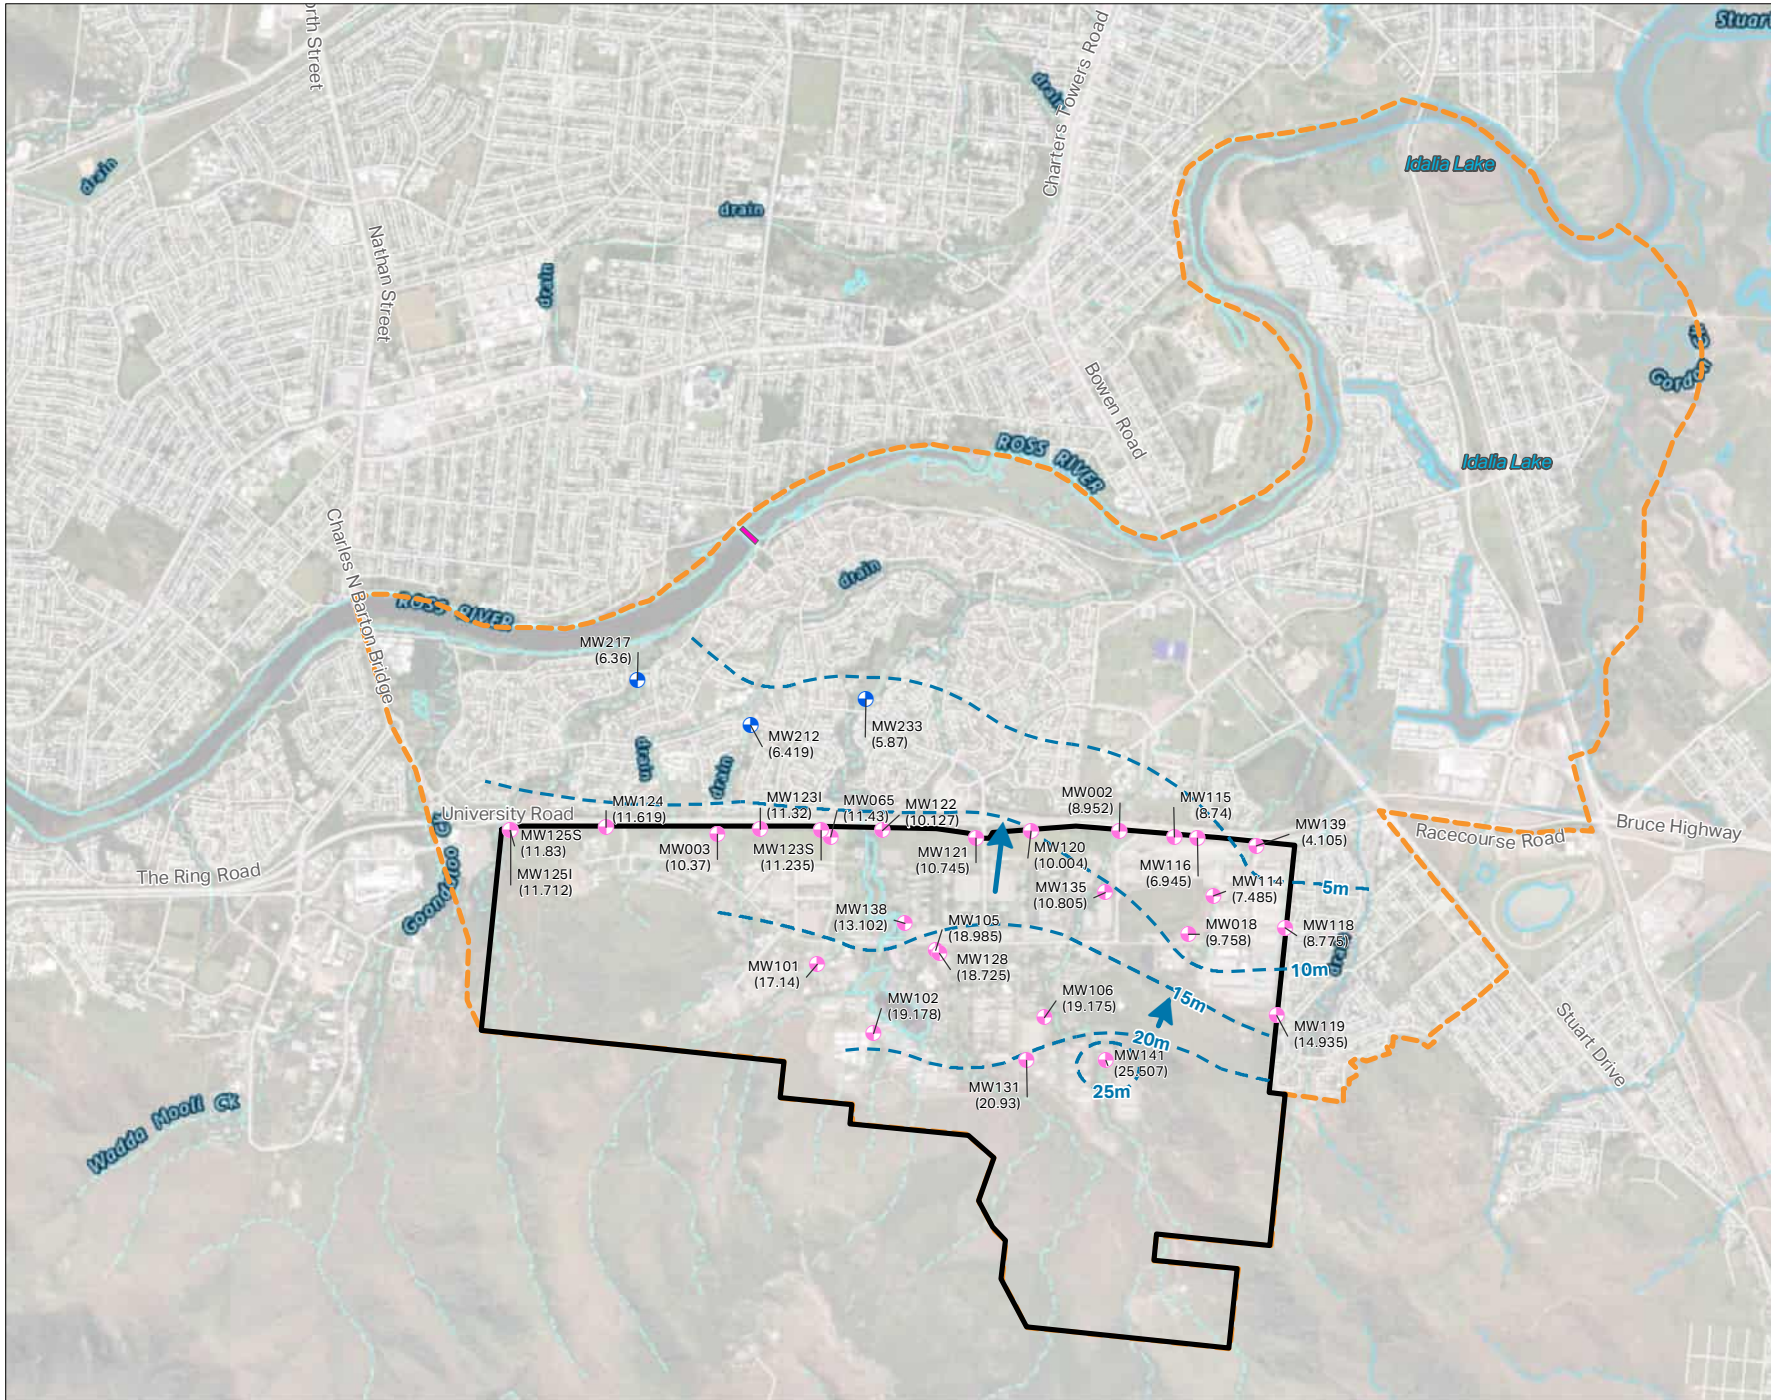 orth Street
Charters Towers Road
Stuart
drain
drain
Idalia Lake
drain
Nathan Street
drain
Gordon Ck
Bowen Road
ROSS RIVER
Idalia Lake
Charles N Barton Bridge
drain
ROSS RIVER
MW217
(6.36)
MW212
(6.419)
MW233
(5.87)
drain
drain
University Road
MW124
(11.619)
MW123I
(11.32)
MW065
(11.43)
MW122
(10.127)
MW002
(8.952)
MW115
(8.74)
MW139
(4.105)
MW125S
(11.83)
MW125I
(11.712)
MW003
(10.37)
MW123S
(11.235)
MW121
(10.745)
MW120
(10.004)
MW116
(6.945)
Racecourse Road
Bruce Highway
The Ring Road
Goondaloo Ck
MW135
(10.805)
MW114
(7.485)
5m
MW138
(13.102)
MW105
(18.985)
MW128
(18.725)
MW018
(9.758)
MW118
(8.775)
drain
10m
MW101
(17.14)
MW102
(19.178)
MW106
(19.175)
15m
MW119
(14.935)
20m
MW141
(25.507)
25m
MW131
(20.93)
Stuart Drive
Wadda Mooli Ck